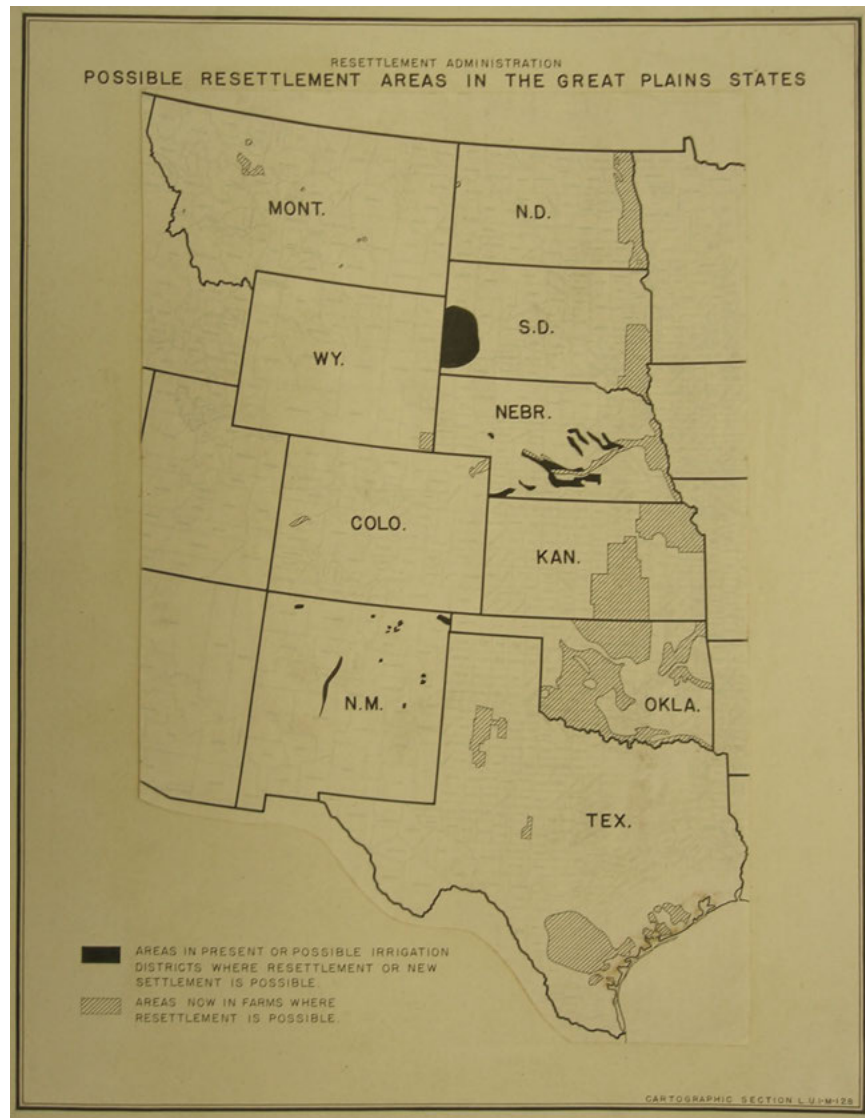 RESETTLEMENT ADMINISTRATION
POSSIBLE RESETTLEMENT AREAS IN THE GREAT PLAINS STATES
MONT.
N.D.
S.D.
WY.
NEBR.
COLO.
KAN.
N.M.
OKLA.
TEX.
AREAS IN PRESENT OR POSSIBLE IRRIGATION
DISTRICTS WHERE RESETTLEMENT OR NEW
SETTLEMENT IS POSSIBLE.
AREAS NOW IN FARMS WHERE
RESETTLEMENT IS POSSIBLE.
CARTOGRAPHIC SECTION L.U.I-M-128